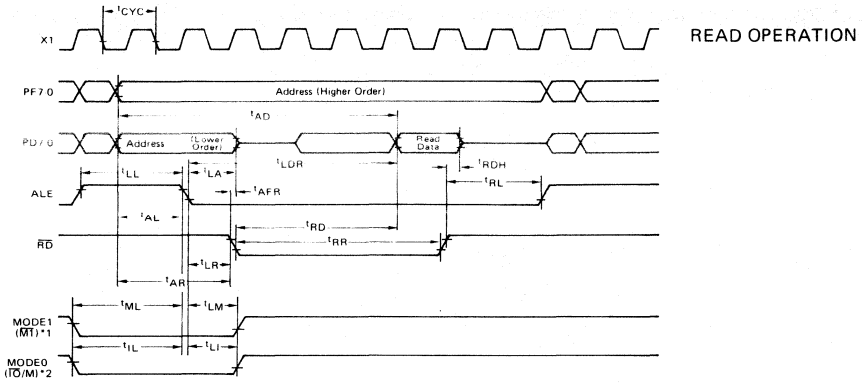 tCYC
X1
READ OPERATION
PF7 0
Address (Higher Order)
tAD
PD7/0
Address (Lower Order)
Read Data
tLDR
tRDH
tLL
tLA
tAFR
tRL
ALE
tAL
tRD
tRR
RD
tLR
tAR
tML
tLM
MODE1
(M1)*1
tIL
tLI
MODE0
(IO/M)*2